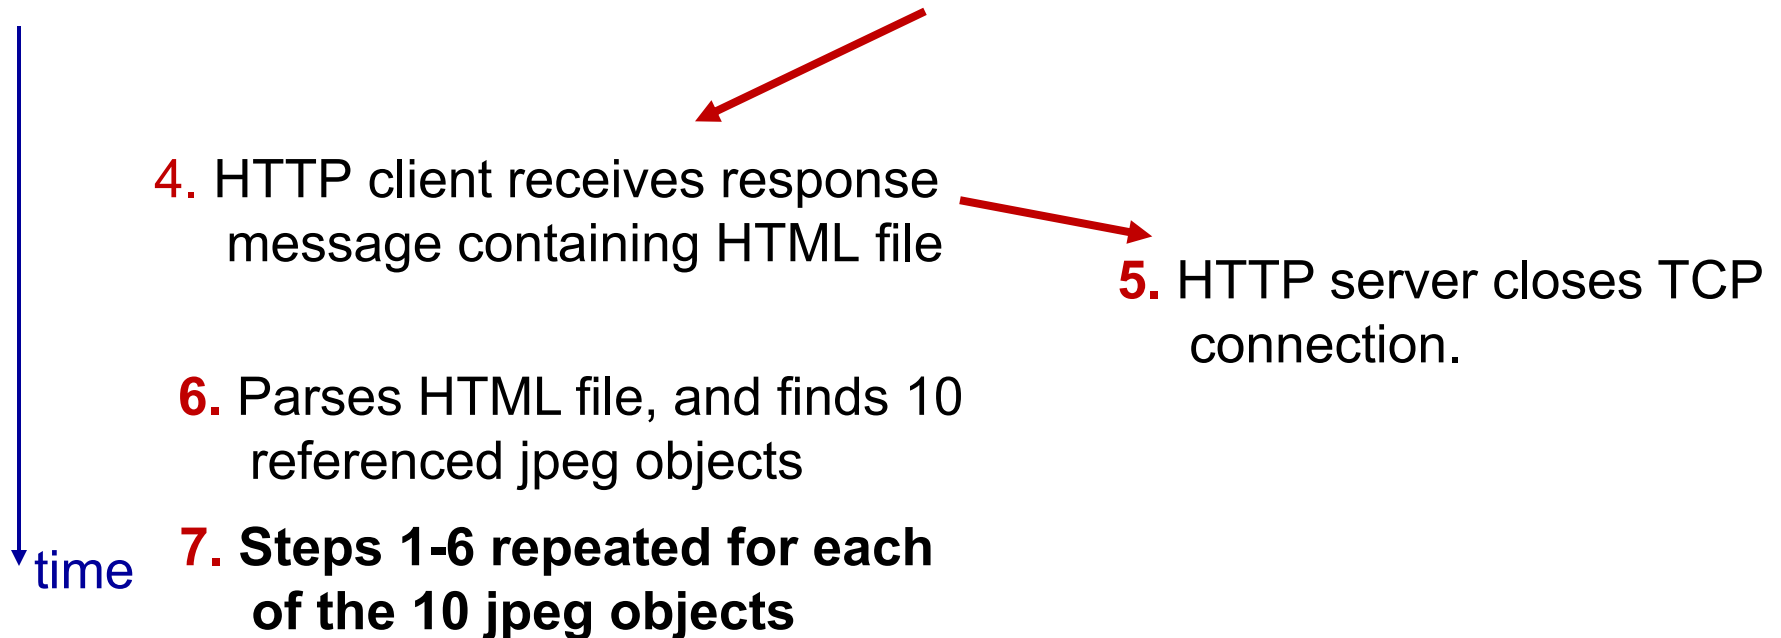 4. HTTP client receives response
message containing HTML file
5. HTTP server closes TCP
connection.
6. Parses HTML file, and finds 10
referenced jpeg objects
7. Steps 1-6 repeated for each
of the 10 jpeg objects
time